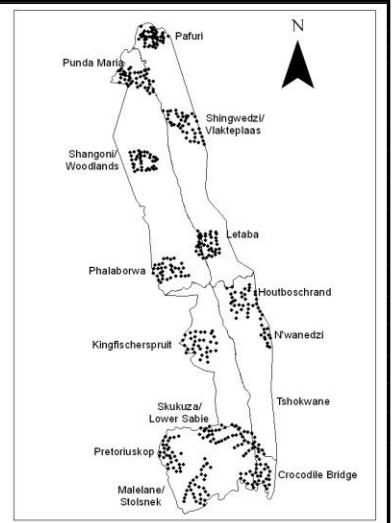 N
Pafuri
Punda Maria
Shingwedzi/
Vlakteplaas
Shangoni/
Woodlands
Letaba
Phalaborwa
Houtboschrand
N'wanedzi
Kingfischerspruit
Tshokwane
Skukuza/
Lower Sabie
Pretoriuskop
Crocodile Bridge
Malelane/
Stolsnek